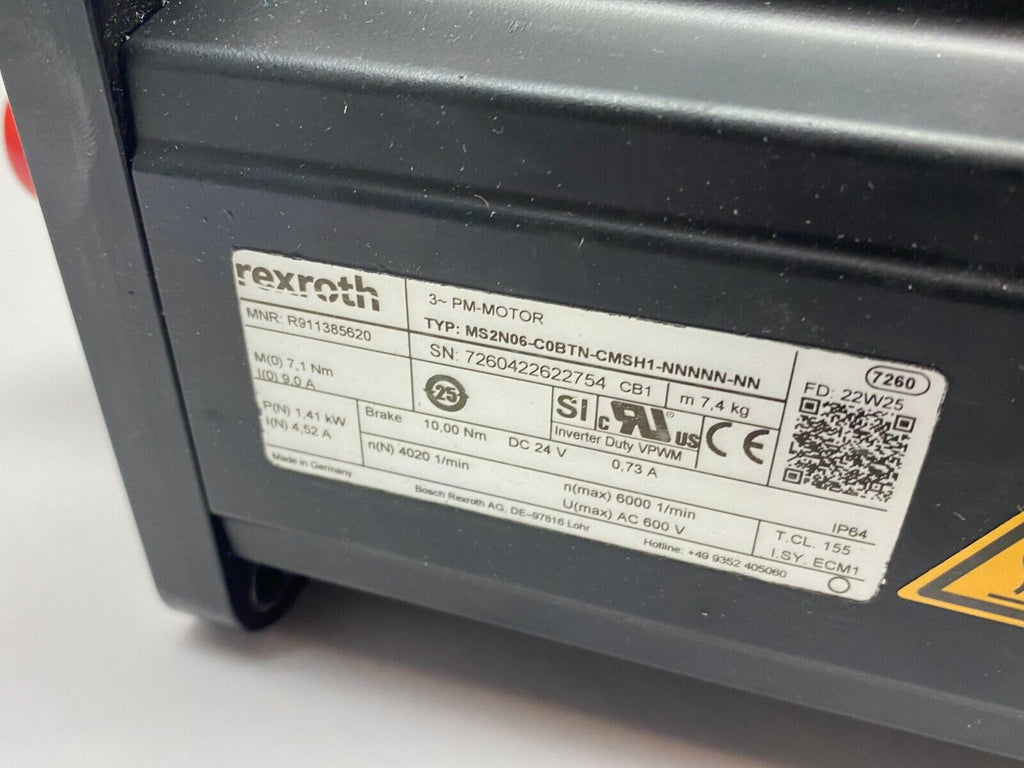 rexroth
3~ PM-MOTOR
MNR: R911385620
TYP: MS2N06-C0BTN-CMSH1-NNNNN-NN
SN: 7260422622754 CB1
m 7,4 kg
7260
FD: 22W25
M(0) 7,1 Nm
I(0) 9,0 A
25
SI
c RU ® US
Inverter Duty VPWM
CE
P(N) 1,41 kW
I(N) 4,52 A
Brake 10,00 Nm DC 24 V 0,73 A
n(N) 4020 1/min
n(max) 6000 1/min
U(max) AC 600 V
IP64
T.CL. 155
I.SY. ECM1
Made in Germany
Bosch Rexroth AG, DE-97816 Lohr
Hotline: +49 9352 405060